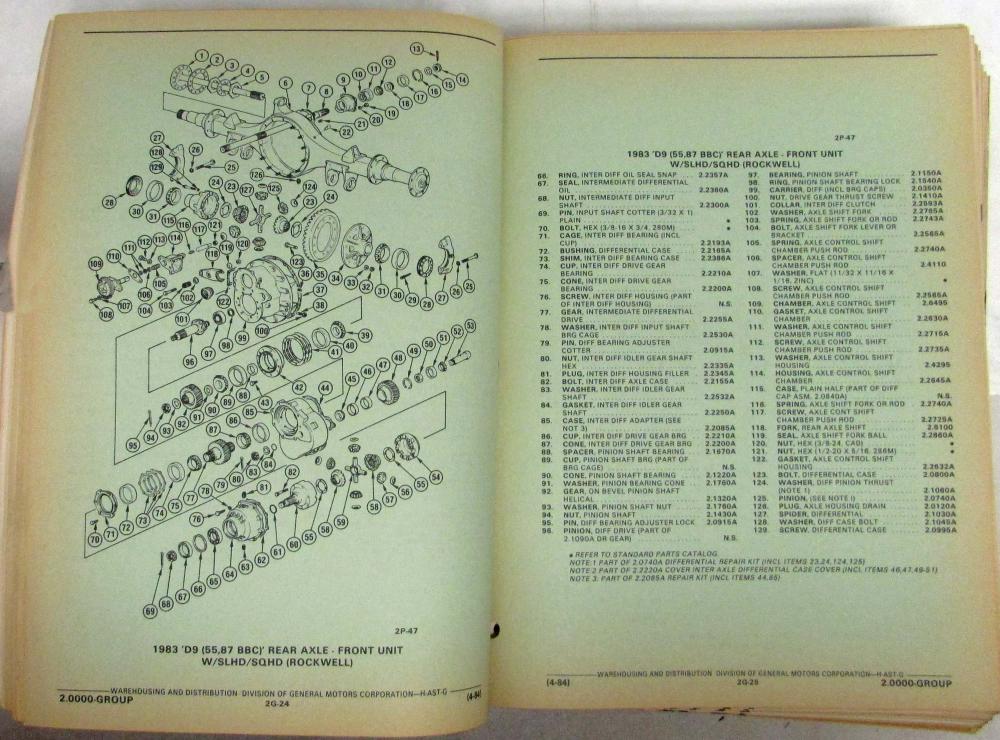 2P-47
1983 'D9 (55,87 BBC)' REAR AXLE - FRONT UNIT
W/SLHD/SQHD (ROCKWELL)
WAREHOUSING AND DISTRIBUTION DIVISION OF GENERAL MOTORS CORPORATION—H-AST-G
2.0000-GROUP
2G-24
(4-84)
2P-47
1983 'D9 (55,87 BBC)' REAR AXLE - FRONT UNIT
W/SLHD/SQHD (ROCKWELL)
66. RING, INTER DIFF OIL SEAL SNAP . . 2.2357A
67. SEAL, INTERMEDIATE DIFFERENTIAL
OIL 2.2360A
68. NUT, INTERMEDIATE DIFF INPUT
SHAFT 2.2300A
69. PIN, INPUT SHAFT COTTER (3/32 X 1)
PLAIN *
70. BOLT, HEX (3/8-16 X 3/4, 280M) *
71. CAGE, INTER DIFF BEARING (INCL
CUP) 2.2193A
72. BUSHING, DIFFERENTIAL CASE 2.2165A
73. SHIM, INTER DIFF BEARING CASE 2.2386A
74. CUP, INTER DIFF DRIVE GEAR
BEARING 2.2210A
75. CONE, INTER DIFF DRIVE GEAR
BEARING 2.2200A
76. SCREW, INTER DIFF HOUSING (PART
OF INTER DIFF HOUSING) N.S.
77. GEAR, INTERMEDIATE DIFFERENTIAL
DRIVE 2.2255A
78. WASHER, INTER DIFF INPUT SHAFT
BRG CAGE 2.2530A
79. PIN, DIFF BEARING ADJUSTER
COTTER 2.0915A
80. NUT, INTER DIFF IDLER GEAR SHAFT
HEX 2.2335A
81. PLUG, INTER DIFF HOUSING FILLER 2.2345A
82. BOLT, INTER DIFF AXLE CASE 2.2155A
83. WASHER, INTER DIFF IDLER GEAR
SHAFT 2.2532A
84. GASKET, INTER DIFF IDLER GEAR
SHAFT 2.2250A
85. CASE, INTER DIFF ADAPTER (SEE
NOT 3) 2.2085A
86. CUP, INTER DIFF DRIVE GEAR BRG 2.2210A
87. CONE, INTER DIFF DRIVE GEAR BRG 2.2200A
88. SPACER, PINION SHAFT BEARING 2.1670A
89. CUP, PINION SHAFT BRG (PART OF
BRG CAGE) N.S.
90. CONE, PINION SHAFT BEARING 2.1220A
91. WASHER, PINION BEARING CONE 2.1760A
92. GEAR, ON BEVEL PINION SHAFT
HELICAL 2.1320A
93. WASHER, PINION SHAFT NUT 2.1760A
94. NUT, PINION SHAFT 2.1430A
95. PIN, DIFF BEARING ADJUSTER LOCK 2.0915A
96. PINION, DIFF DRIVE (PART OF
2.1090A OR GEAR) N.S.
97. BEARING, PINION SHAFT 2.1150A
98. RING, PINION SHAFT BEARING LOCK 2.1540A
99. CARRIER, DIFF (INCL BRG CAPS) 2.0350A
100. NUT, DRIVE GEAR THRUST SCREW 2.1410A
101. COLLAR, INTER DIFF CLUTCH 2.2593A
102. WASHER, AXLE SHIFT FORK 2.2765A
103. SPRING, AXLE SHIFT FORK OR ROD 2.2743A
104. BOLT, AXLE SHIFT FORK LEVER OR
BRACKET 2.2565A
105. SPRING, AXLE CONTROL SHIFT
CHAMBER PUSH ROD 2.2740A
106. SPACER, AXLE CONTROL SHIFT
CHAMBER PUSH ROD 2.4110
107. WASHER, FLAT (11/32 X 11/16 X
1/16, ZINC) *
108. SCREW, AXLE CONTROL SHIFT
CHAMBER PUSH ROD 2.2565A
109. CHAMBER, AXLE CONTROL SHIFT 2.6495
110. GASKET, AXLE CONTROL SHIFT
CHAMBER 2.2630A
111. WASHER, AXLE CONTROL SHIFT
CHAMBER PUSH ROD 2.2715A
112. SCREW, AXLE CONTROL SHIFT
CHAMBER PUSH ROD 2.2735A
113. WASHER, AXLE CONTROL SHIFT
HOUSING 2.4295
114. HOUSING, AXLE CONTROL SHIFT
CHAMBER 2.2645A
115. CASE, PLAIN HALF (PART OF DIFF
CAP ASM. 2.0840A) N.S.
116. SPRING, AXLE SHIFT FORK OR ROD 2.2740A
117. SCREW, AXLE CONT SHIFT
CHAMBER 2.2725A
118. FORK, REAR AXLE SHIFT 2.6100
119. SEAL, AXLE SHIFT FORK BALL 2.2860A
120. NUT, HEX (3/8-24, CAD) *
121. NUT, HEX (1/2-20 X 5/16, 286M) *
122. GASKET, AXLE CONTROL SHIFT
HOUSING 2.2632A
123. BOLT, DIFFERENTIAL CASE 2.0800A
124. WASHER, DIFF PINION THRUST
(NOTE 1) 2.1060A
125. PINION, (SEE NOTE I) 2.0740A
126. PLUG, AXLE HOUSING DRAIN 2.0120A
127. SPIDER, DIFFERENTIAL 2.1030A
128. WASHER, DIFF CASE BOLT 2.1045A
129. SCREW, DIFFERENTIAL CASE 2.0995A
* REFER TO STANDARD PARTS CATALOG
NOTE:1 PART OF 2.0740A DIFFERENTIAL REPAIR KIT (INCL ITEMS 23,24,124,125)
NOTE:2 PART OF 2.2220A COVER INTER AXLE DIFFERENTIAL CASE COVER (INCL ITEMS 46,47,49-51)
NOTE 3: PART OF 2.2085A REPAIR KIT (INCL ITEMS 44,85)
WAREHOUSING AND DISTRIBUTION DIVISION OF GENERAL MOTORS CORPORATION—H-AST-G
(4-84)
2G-25
2.0000-GROUP